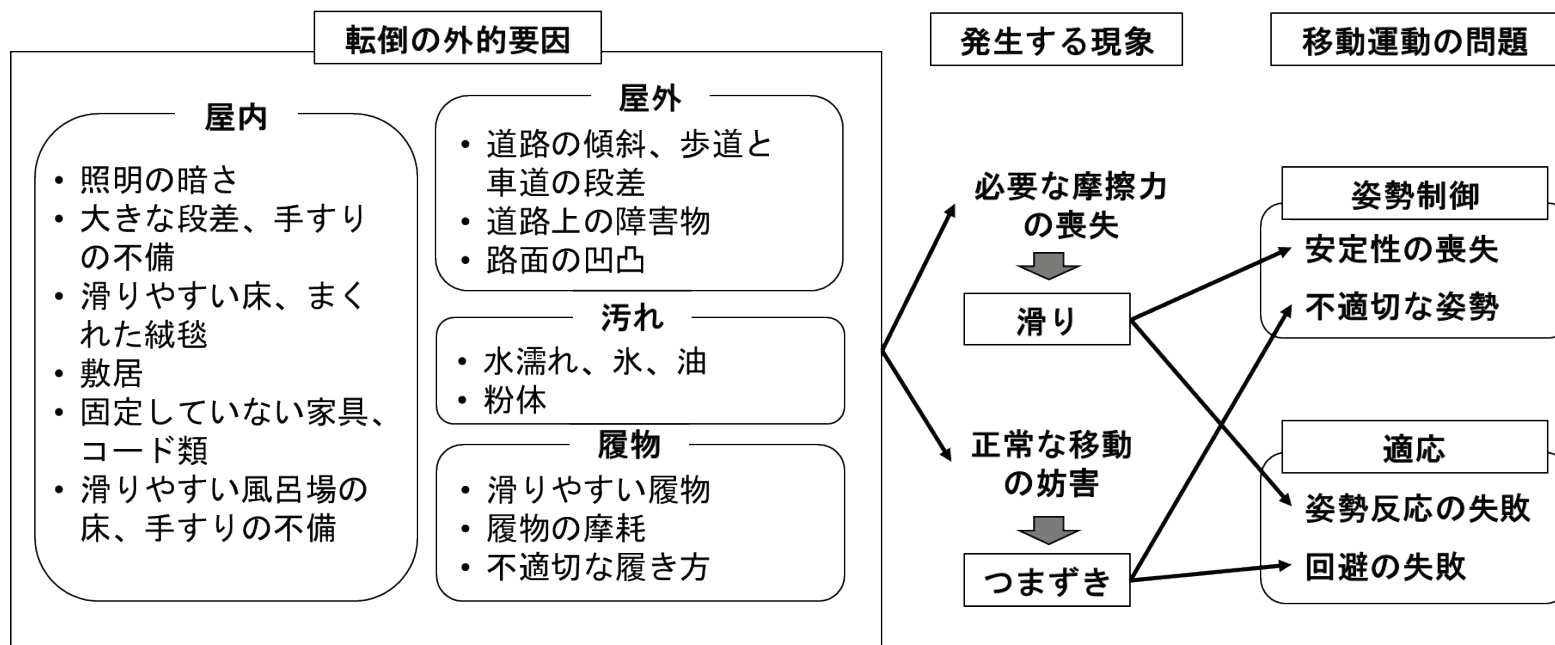 転倒の外的要因
屋内
• 照明の暗さ
• 大きな段差、手すり
の不備
• 滑りやすい床、まく
れた絨毯
• 敷居
• 固定していない家具、
コード類
• 滑りやすい風呂場の
床、手すりの不備
屋外
• 道路の傾斜、歩道と
車道の段差
• 道路上の障害物
• 路面の凹凸
汚れ
• 水濡れ、氷、油
• 粉体
履物
• 滑りやすい履物
• 履物の摩耗
• 不適切な履き方
発生する現象
必要な摩擦力
の喪失
滑り
正常な移動
の妨害
つまずき
移動運動の問題
姿勢制御
安定性の喪失
不適切な姿勢
適応
姿勢反応の失敗
回避の失敗